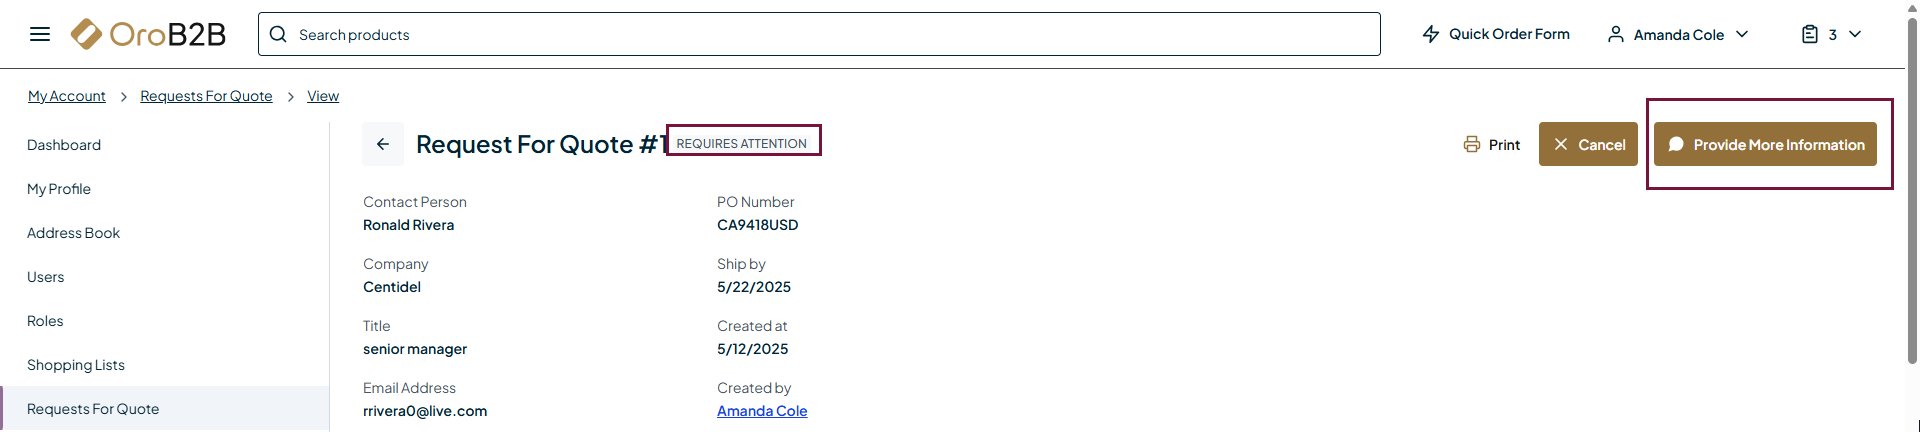 OroB2B
Search products
Quick Order Form
Amanda Cole
3
My Account > Requests For Quote > View
Dashboard
My Profile
Address Book
Users
Roles
Shopping Lists
Requests For Quote
Request For Quote #1 REQUIRES ATTENTION
Print
Cancel
Provide More Information
Contact Person
Ronald Rivera
PO Number
CA9418USD
Company
Centidel
Ship by
5/22/2025
Title
senior manager
Created at
5/12/2025
Email Address
rrivera0@live.com
Created by
Amanda Cole